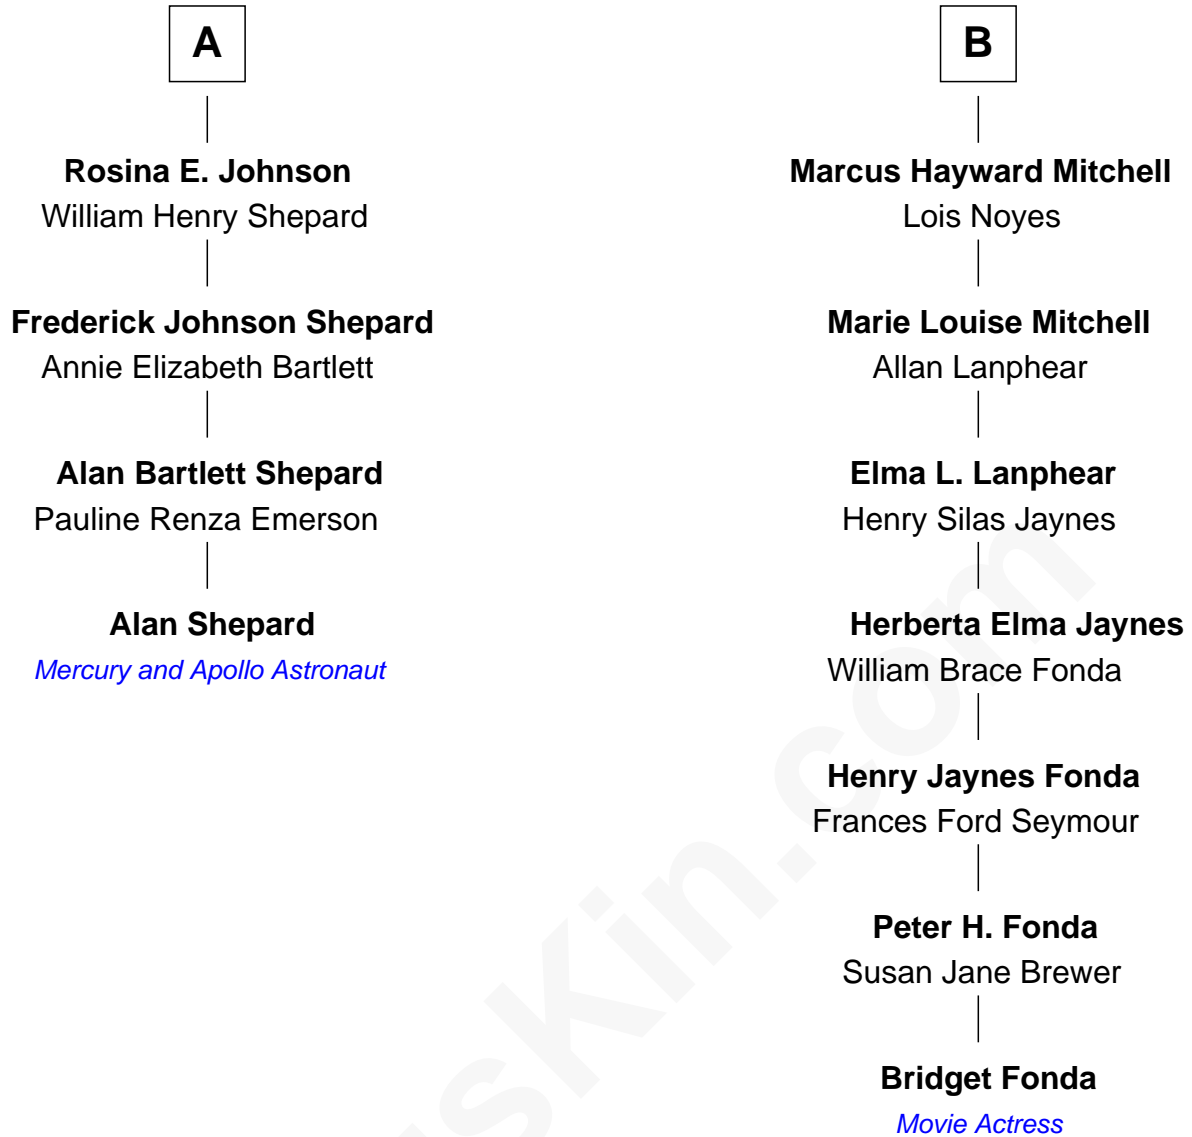 A
Rosina E. Johnson
William Henry Shepard
Frederick Johnson Shepard
Annie Elizabeth Bartlett
Alan Bartlett Shepard
Pauline Renza Emerson
Alan Shepard
Mercury and Apollo Astronaut
B
Marcus Hayward Mitchell
Lois Noyes
Marie Louise Mitchell
Allan Lanphear
Elma L. Lanphear
Henry Silas Jaynes
Herberta Elma Jaynes
William Brace Fonda
Henry Jaynes Fonda
Frances Ford Seymour
Peter H. Fonda
Susan Jane Brewer
Bridget Fonda
Movie Actress
usKin.com